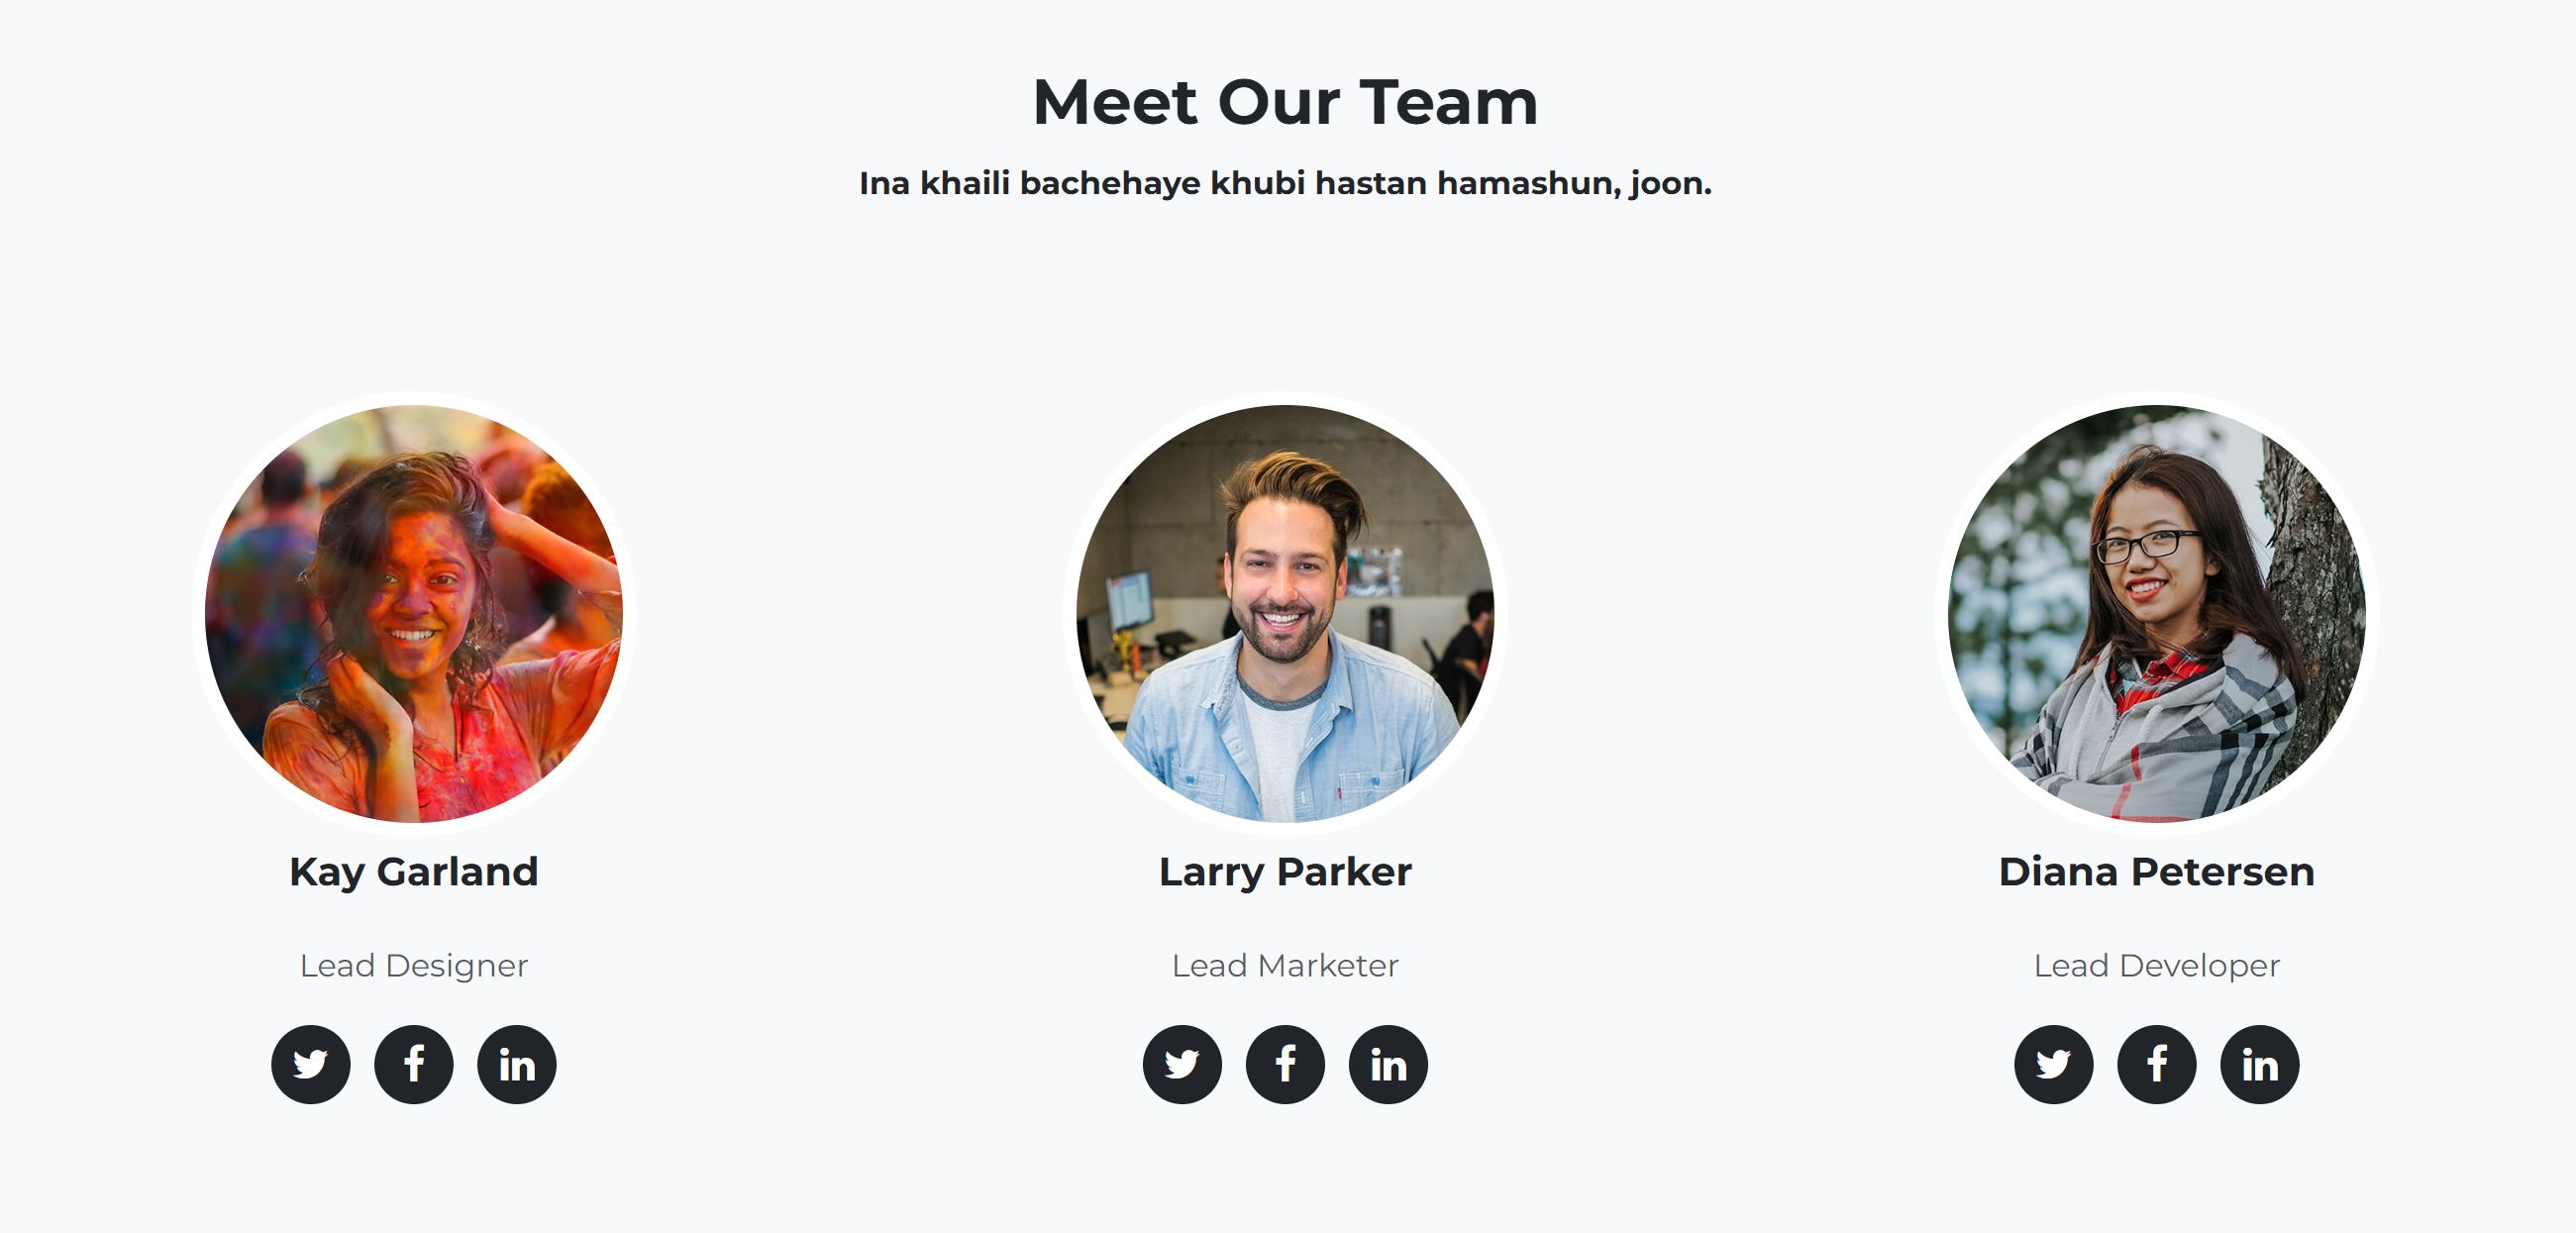 Meet Our Team
Ina khaili bachehaye khubi hastan hamashun, joon.
Kay Garland
Larry Parker
Diana Petersen
Lead Designer
Lead Marketer
Lead Developer
f in
f in
f in